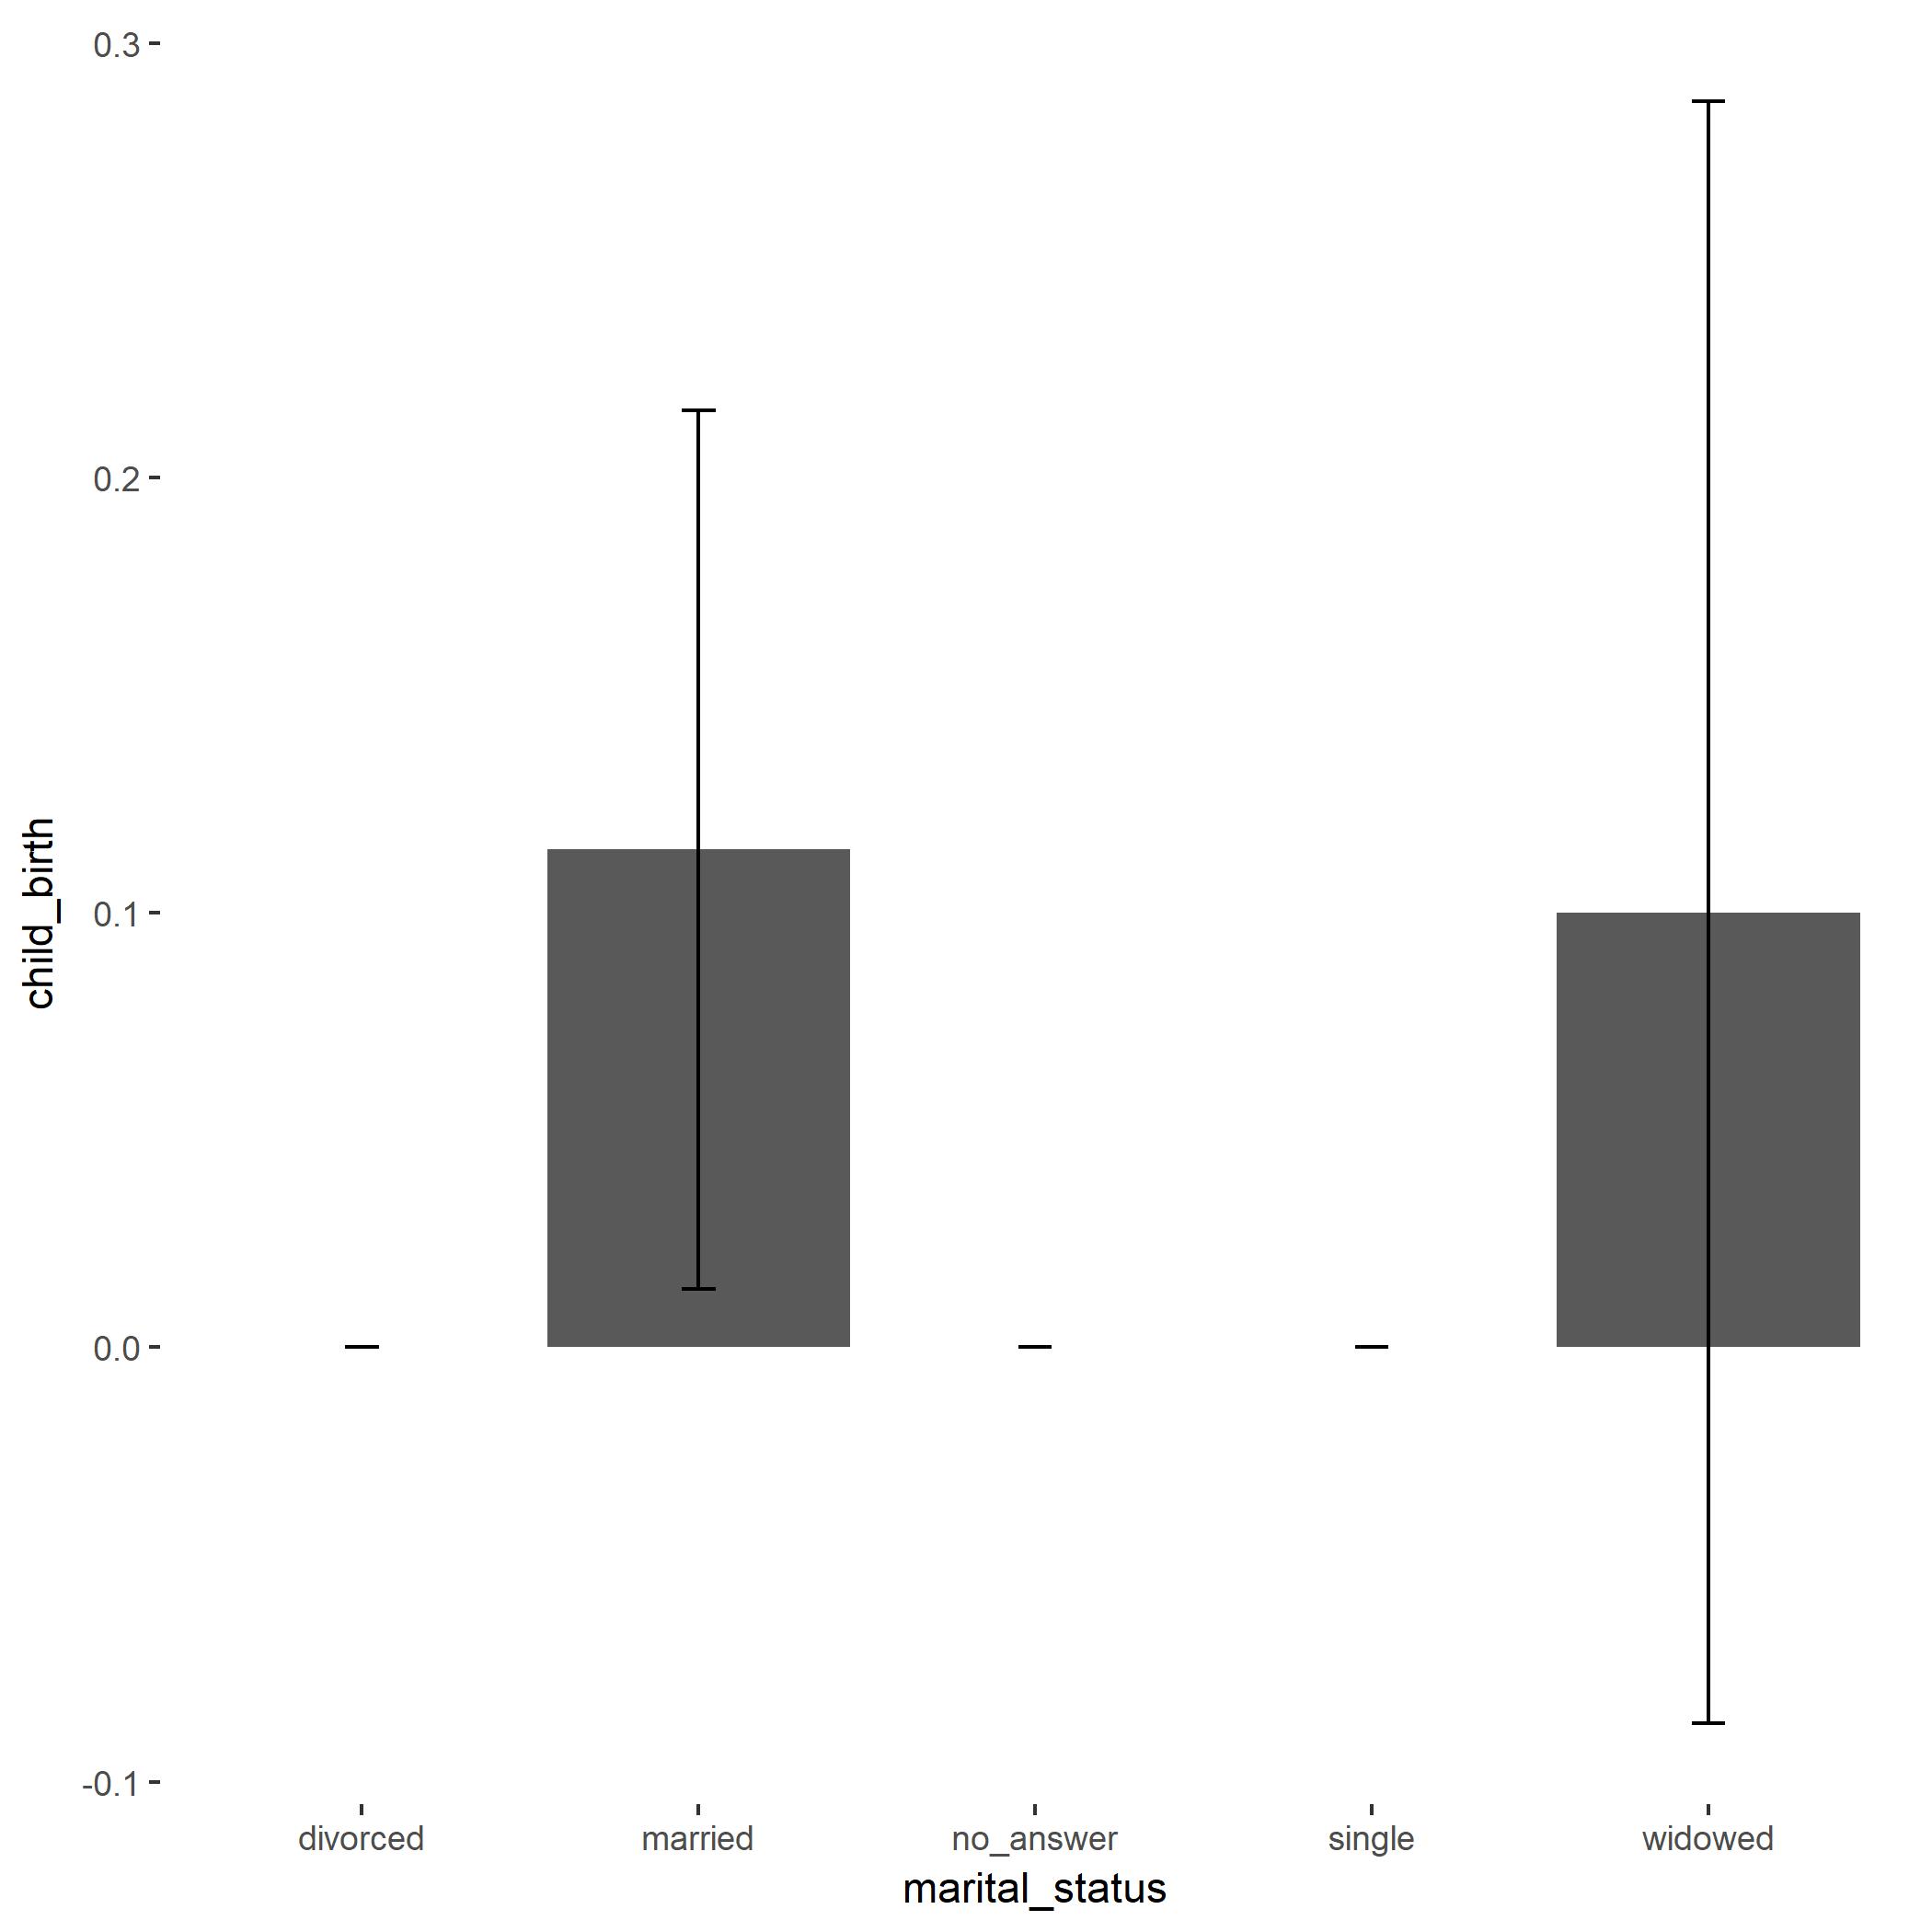 0.3
0.2
0.1
0.0
-0.1
child_birth
divorced married no_answer single widowed
marital_status